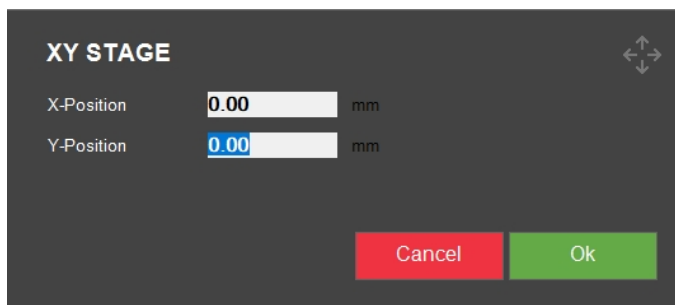 XY STAGE
X-Position 0.00 mm
Y-Position 0.00 mm
Cancel Ok